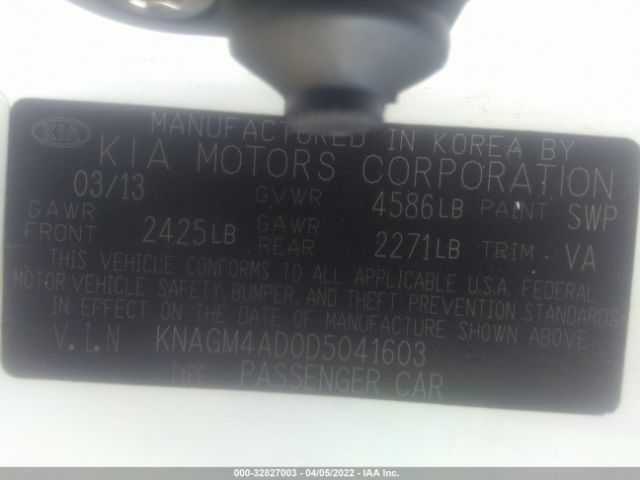 KIA
MANUFACTURED IN KOREA BY
KIA MOTORS CORPORATION
03/13 GVWR 4586LB PAINT SWP
GAWR FRONT 2425LB GAWR REAR 2271LB TRIM VA
THIS VEHICLE CONFORMS TO ALL APPLICABLE U.S.A. FEDERAL
MOTOR VEHICLE SAFETY, BUMPER, AND THEFT PREVENTION STANDARDS
IN EFFECT ON THE DATE OF MANUFACTURE SHOWN ABOVE
V.I.N KNAGM4AD0D5041603
TYPE PASSENGER CAR
000-32827003 - 04/05/2022 - IAA Inc.